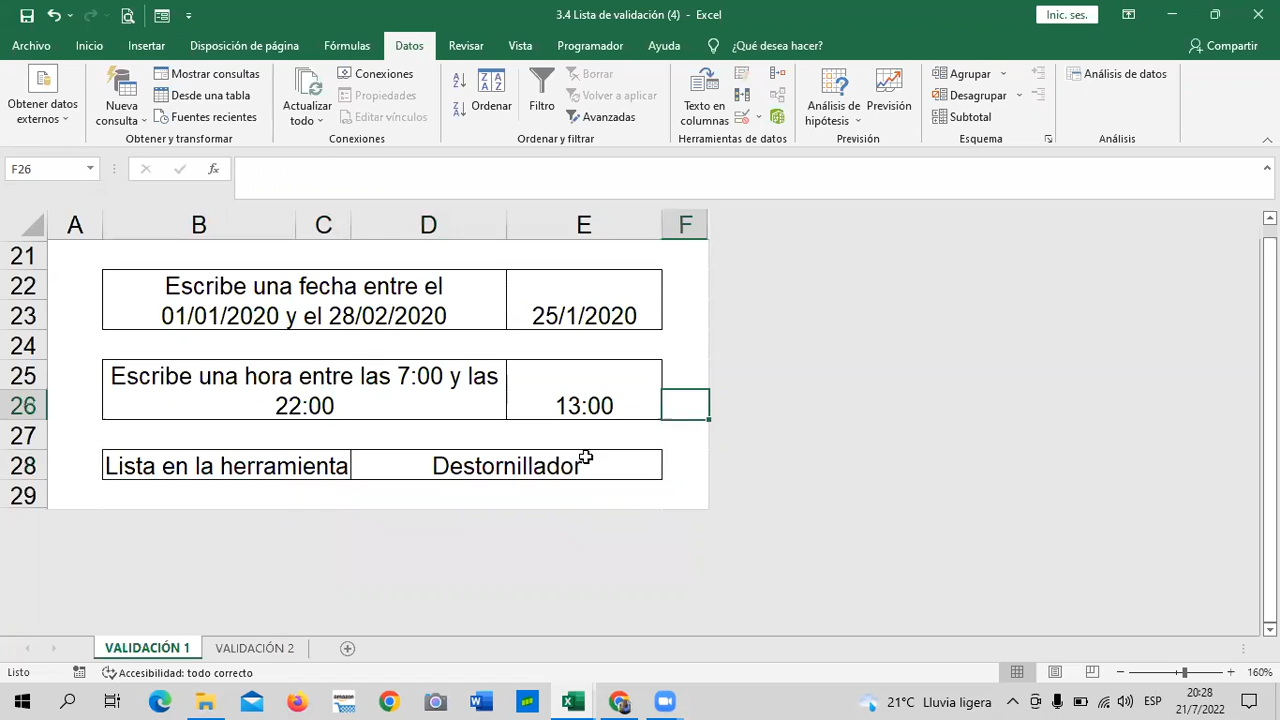 3.4 Lista de validación (4) - Excel
Inic. ses.
Archivo Inicio Insertar Disposición de página Fórmulas Datos Revisar Vista Programador Ayuda ¿Qué desea hacer? Compartir
Obtener datos externos
Nueva consulta
Mostrar consultas
Desde una tabla
Fuentes recientes
Obtener y transformar
Actualizar todo
Conexiones
Propiedades
Editar vínculos
Conexiones
Ordenar
Filtro
Borrar
Volver a aplicar
Avanzadas
Ordenar y filtrar
Texto en columnas
Herramientas de datos
Análisis de hipótesis
Previsión
Previsión
Agrupar
Desagrupar
Subtotal
Esquema
Análisis de datos
Análisis
F26
fx
A B C D E F
21
22 Escribe una fecha entre el
23 01/01/2020 y el 28/02/2020 25/1/2020
24
25 Escribe una hora entre las 7:00 y las
26 22:00 13:00
27
28 Lista en la herramienta Destornillador
29
VALIDACIÓN 1 VALIDACIÓN 2
Listo Accesibilidad: todo correcto 160%
21°C Lluvia ligera ESP 20:28
21/7/2022